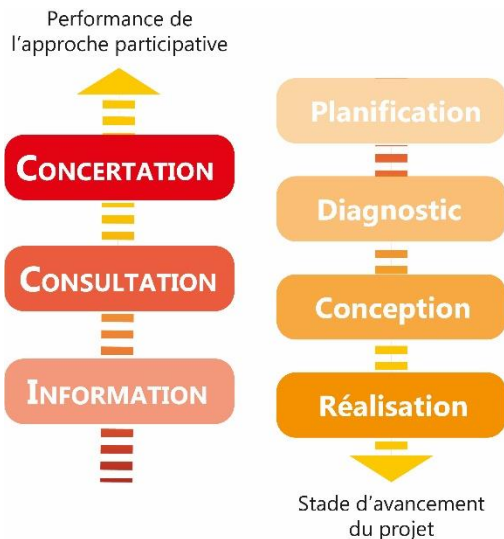 Performance de
l'approche participative
CONCERTATION
CONSULTATION
INFORMATION
Planification
Diagnostic
Conception
Réalisation
Stade d'avancement
du projet